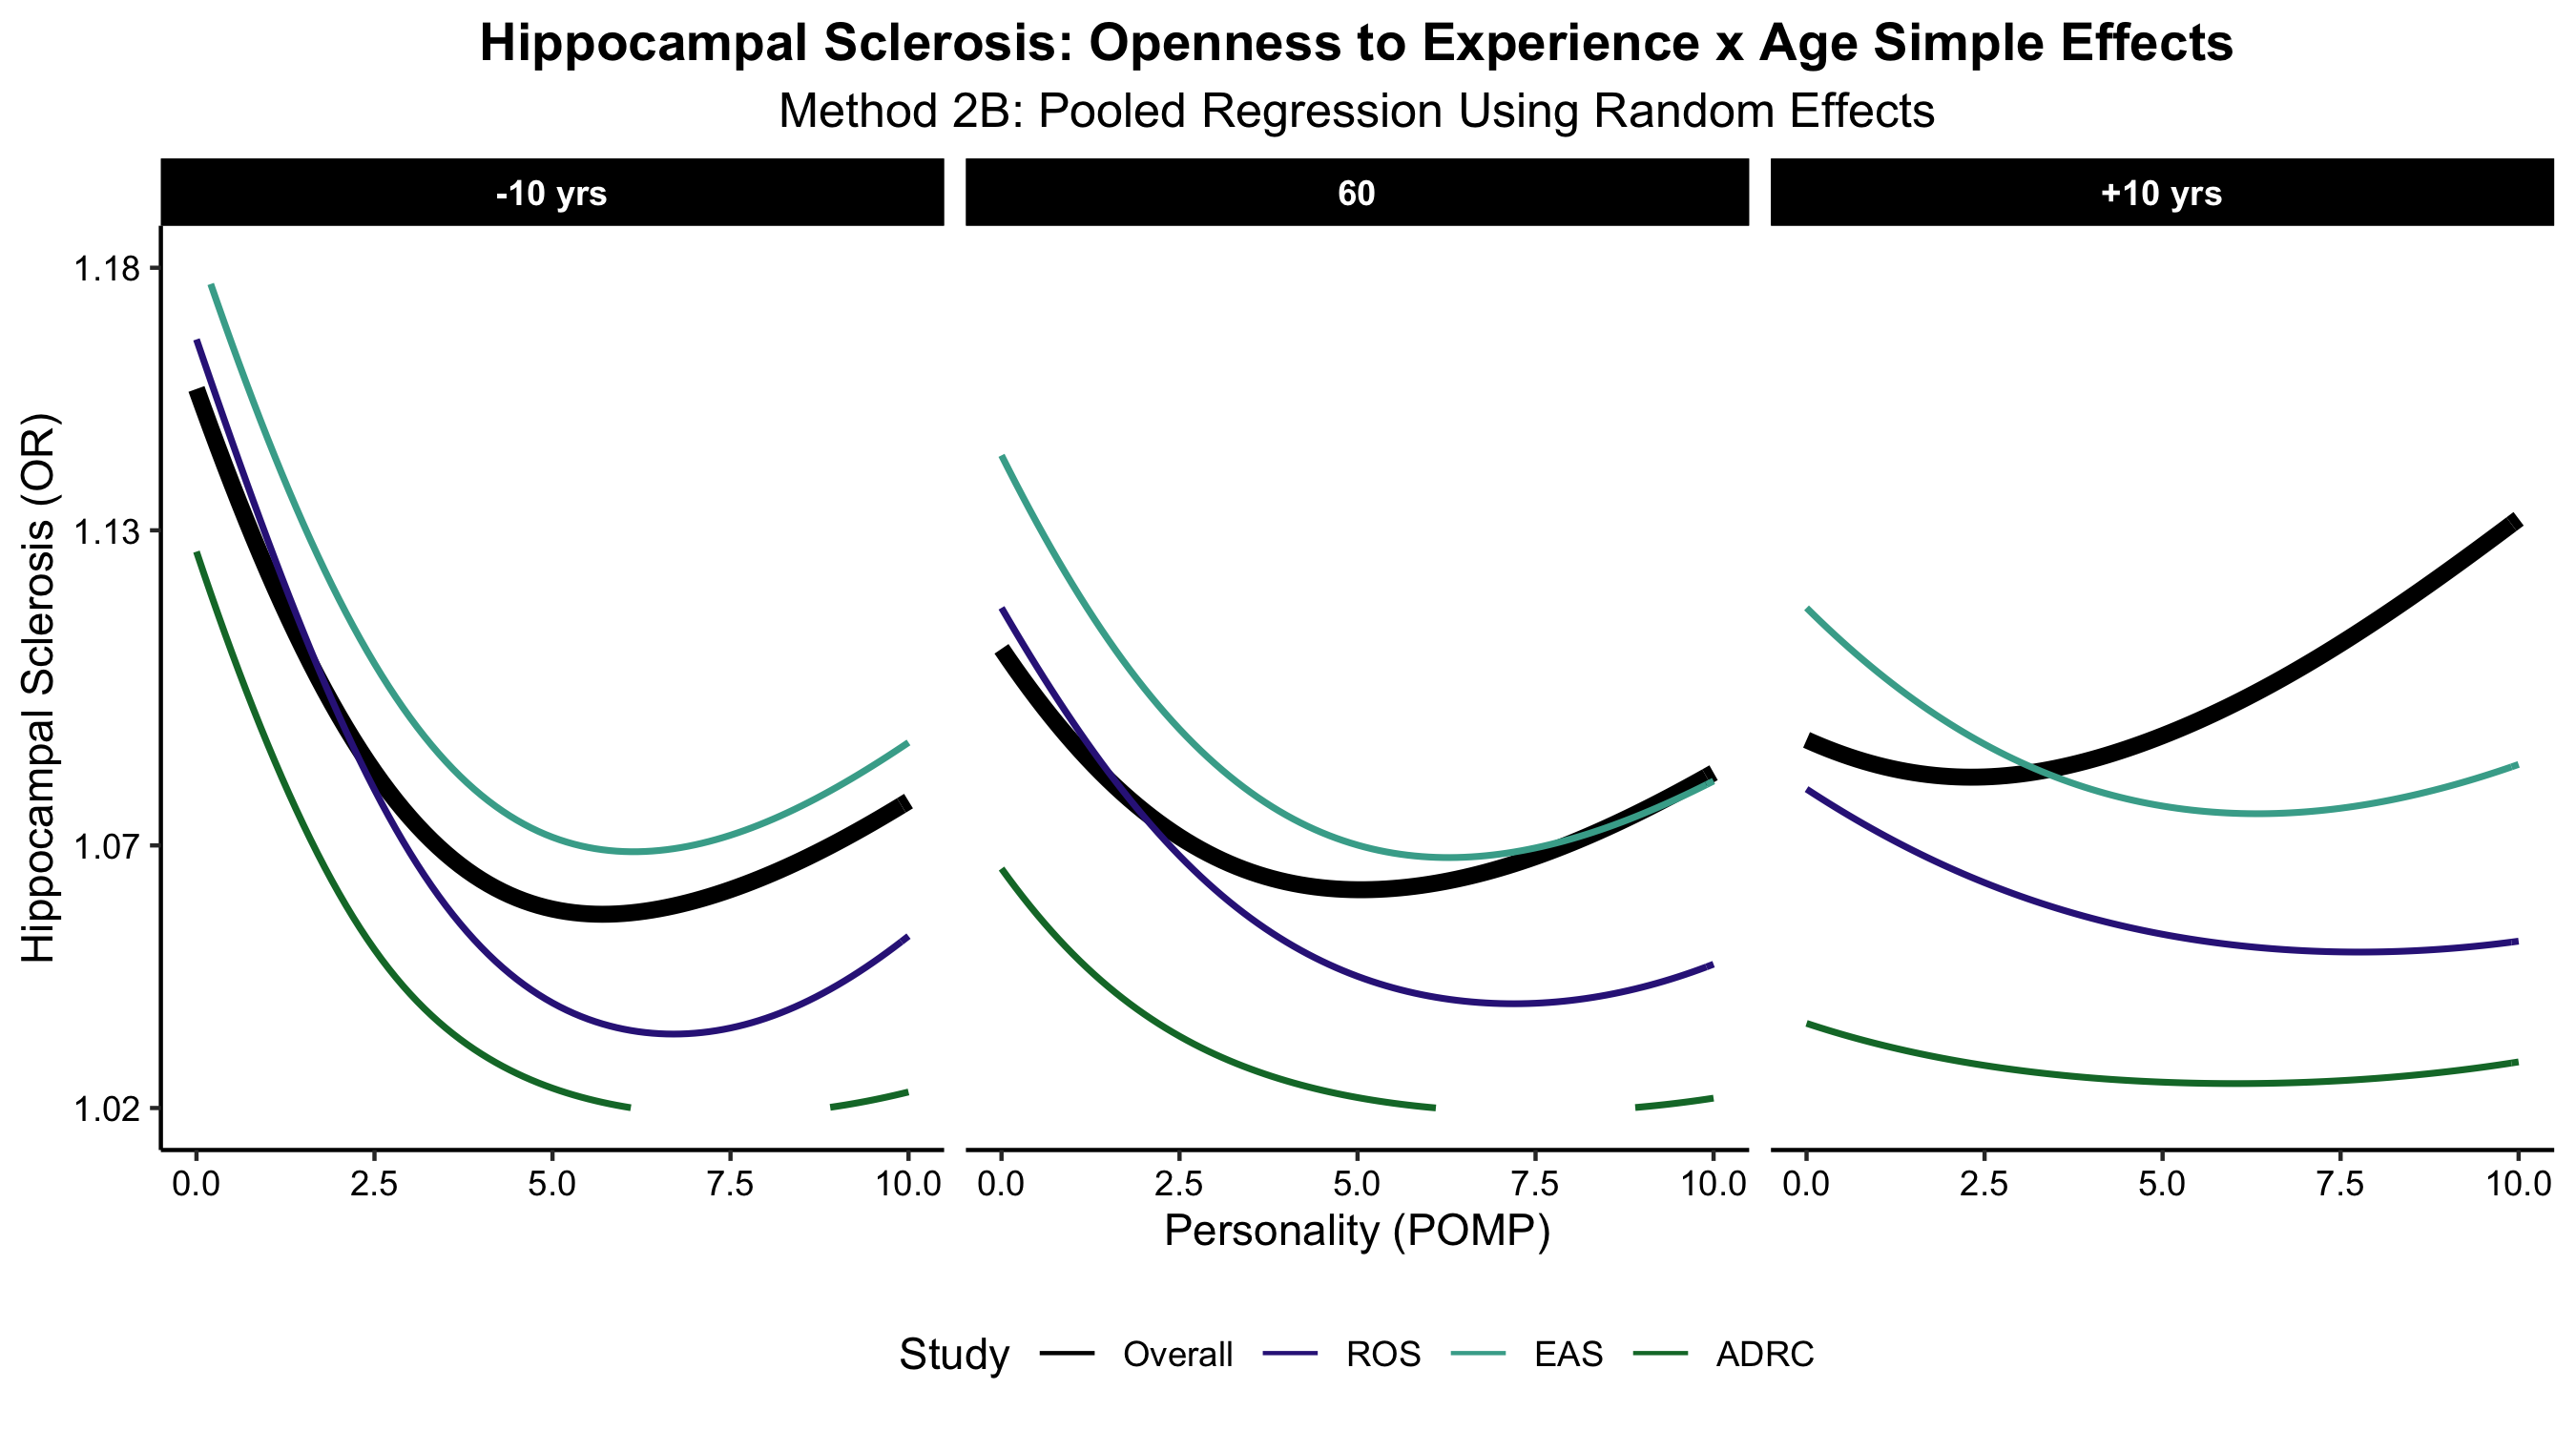 Hippocampal Sclerosis: Openness to Experience x Age Simple Effects
Method 2B: Pooled Regression Using Random Effects
-10 yrs 60 +10 yrs
Hippocampal Sclerosis (OR)
1.18
1.13
1.07
1.02
0.0 2.5 5.0 7.5 10.0 0.0 2.5 5.0 7.5 10.0 0.0 2.5 5.0 7.5 10.0
Personality (POMP)
Study Overall ROS EAS ADRC